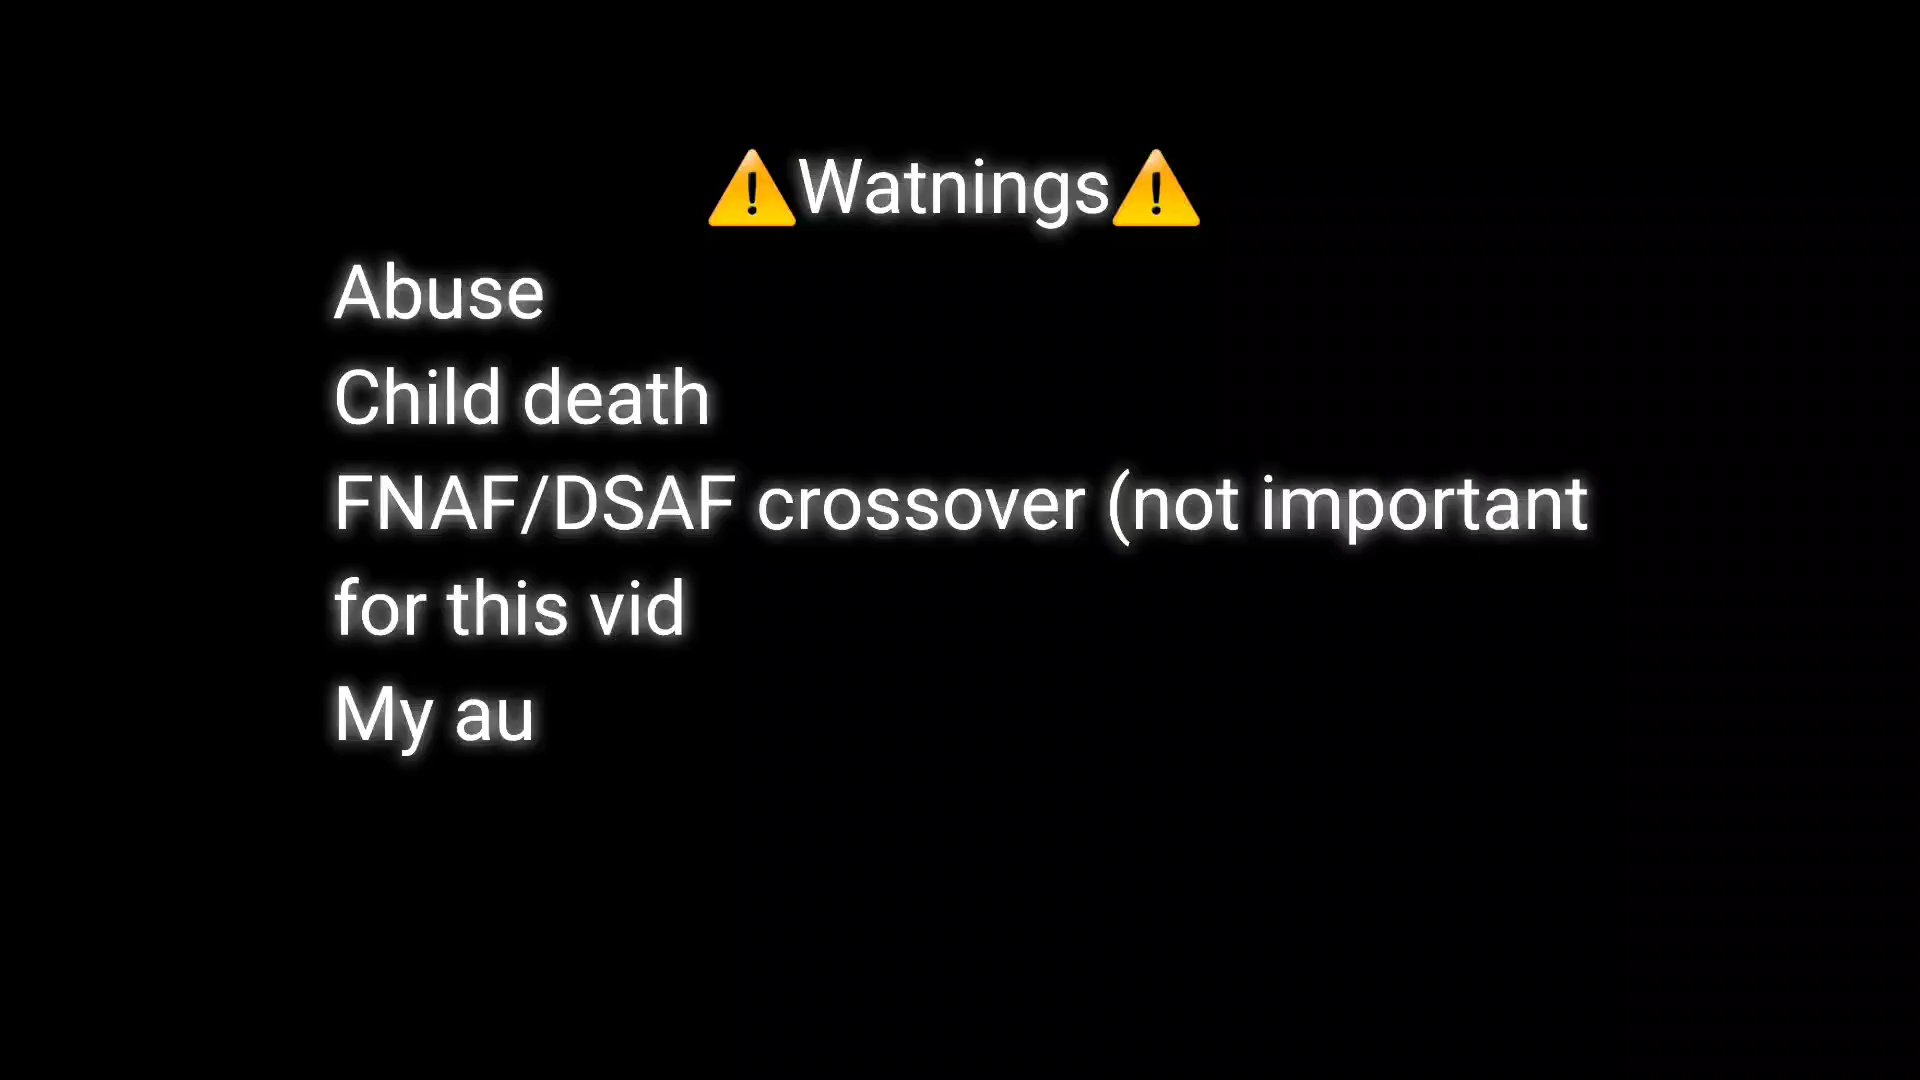 ⚠️Watnings⚠️
Abuse
Child death
FNAF/DSAF crossover (not important
for this vid
My au